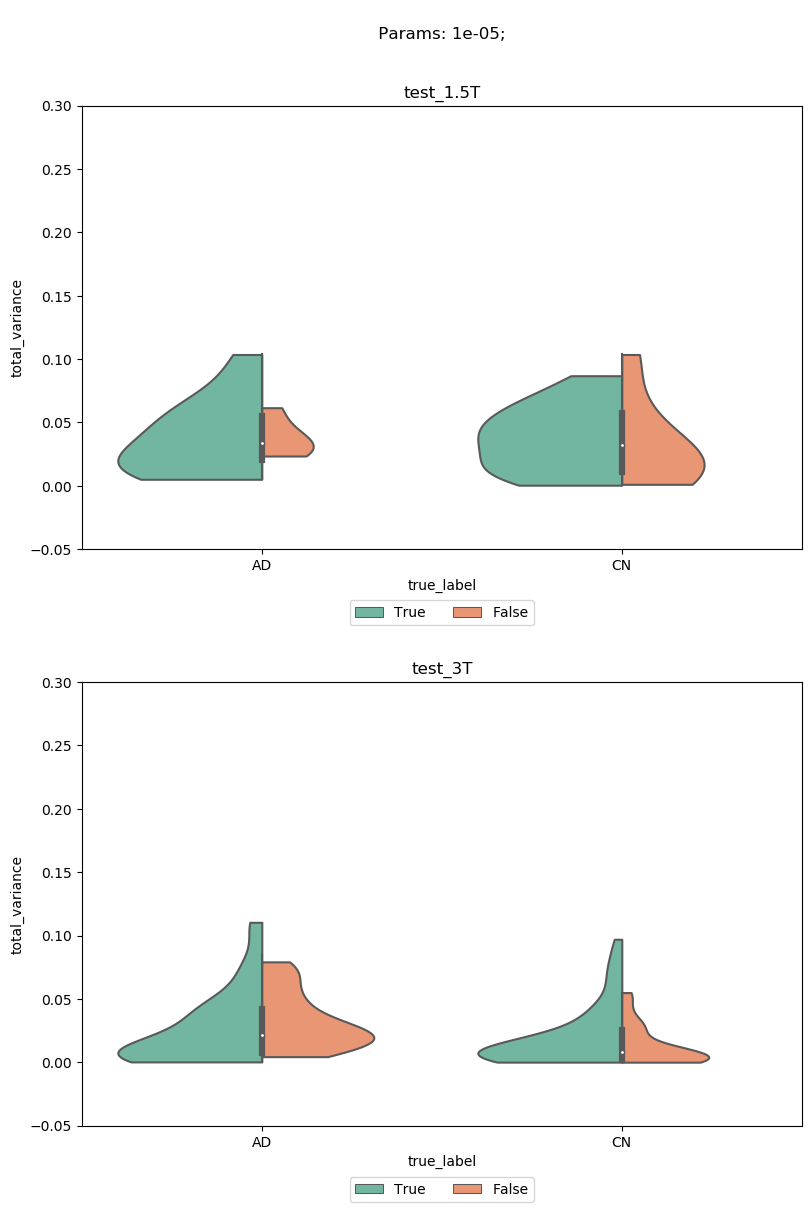 Params: 1e-05;
test_1.5T
0.30
0.25
0.20
0.15
0.10
0.05
0.00
−0.05
total_variance
AD CN
true_label
True False
test_3T
0.30
0.25
0.20
0.15
0.10
0.05
0.00
−0.05
total_variance
AD CN
true_label
True False